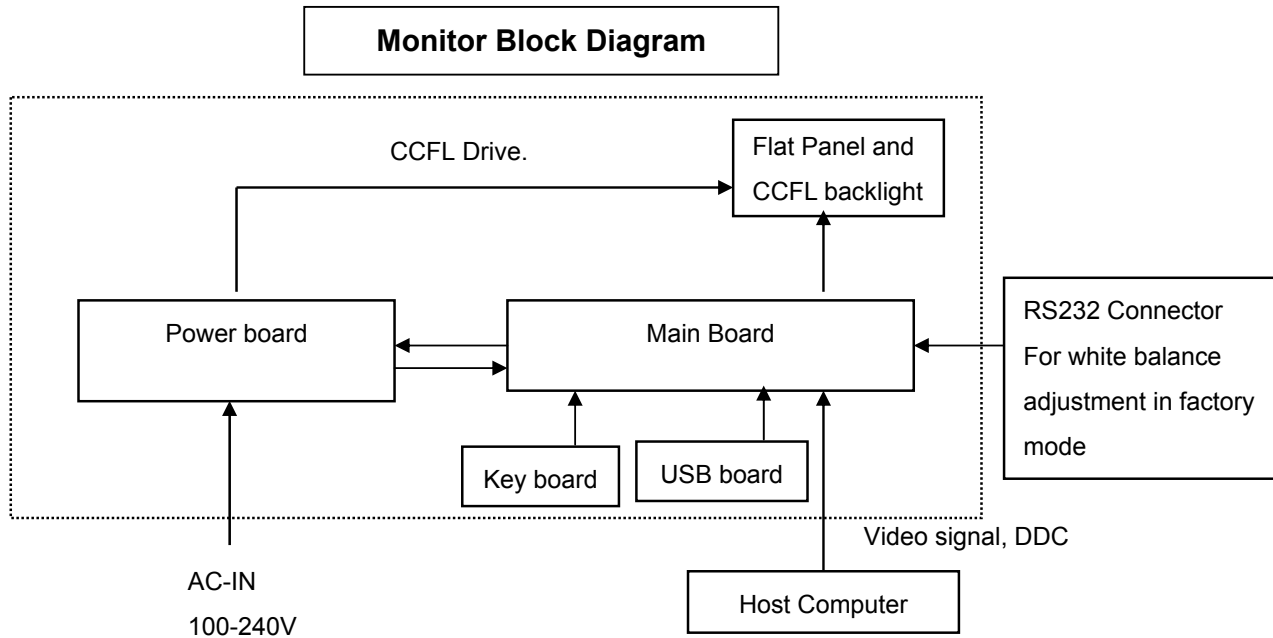 Monitor Block Diagram
CCFL Drive.
Flat Panel and
CCFL backlight
Power board
Main Board
RS232 Connector
For white balance
adjustment in factory
mode
Key board
USB board
Video signal, DDC
AC-IN
100-240V
Host Computer